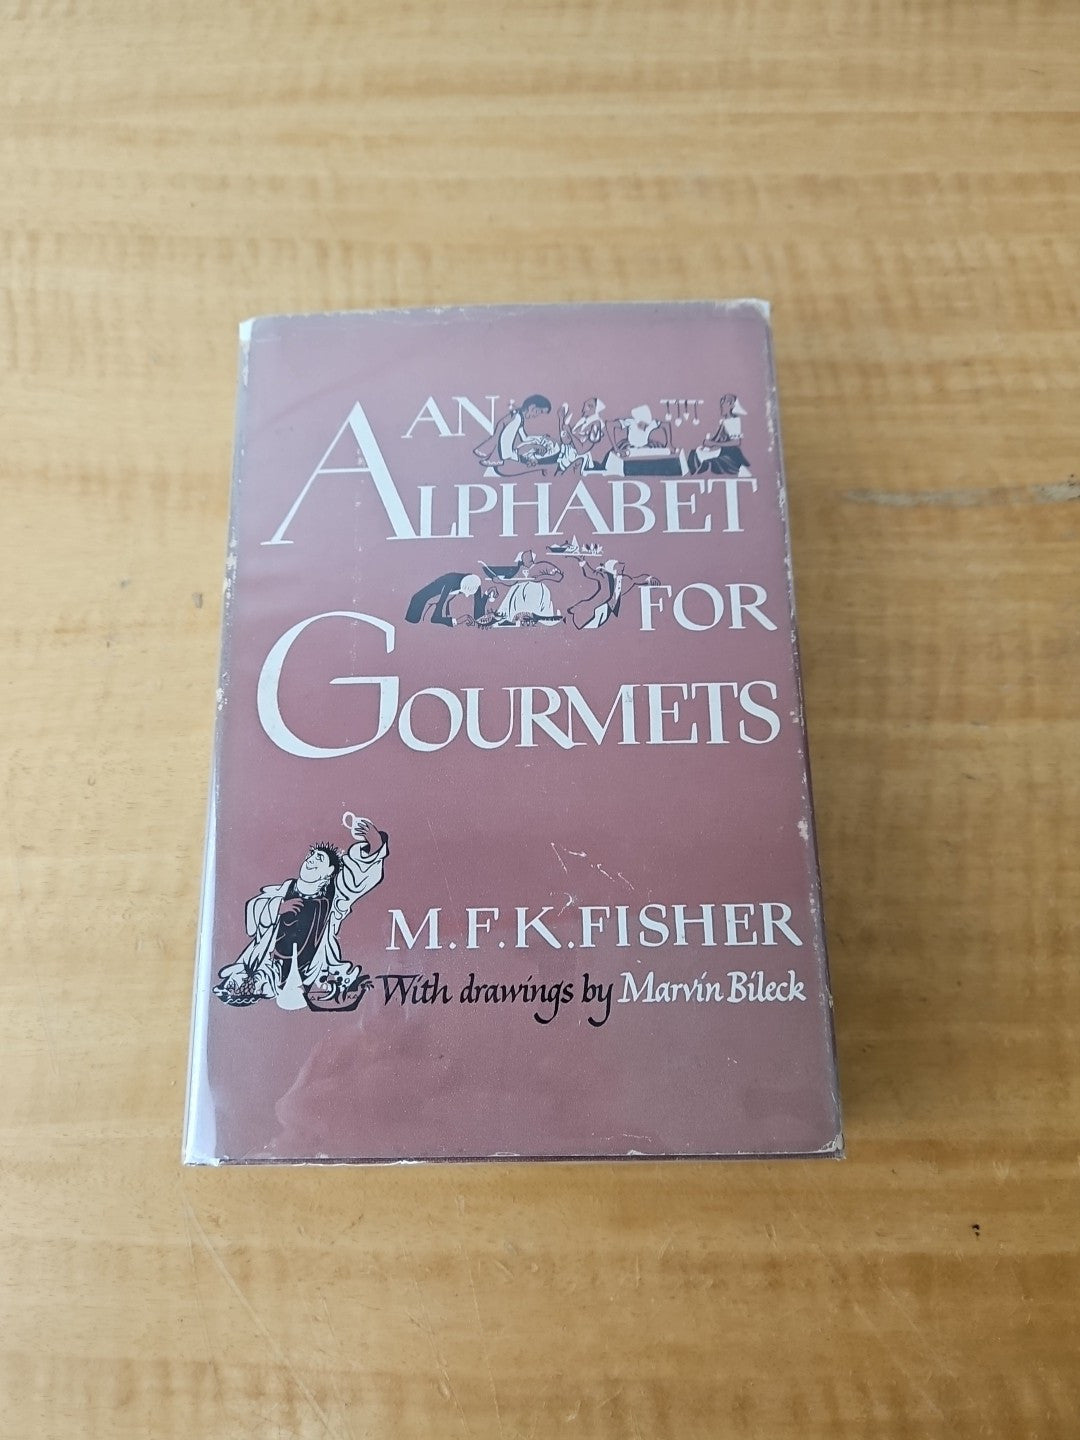 AN
ALPHABET
FOR
GOURMETS
M.F.K.FISHER
With drawings by Marvin Bileck